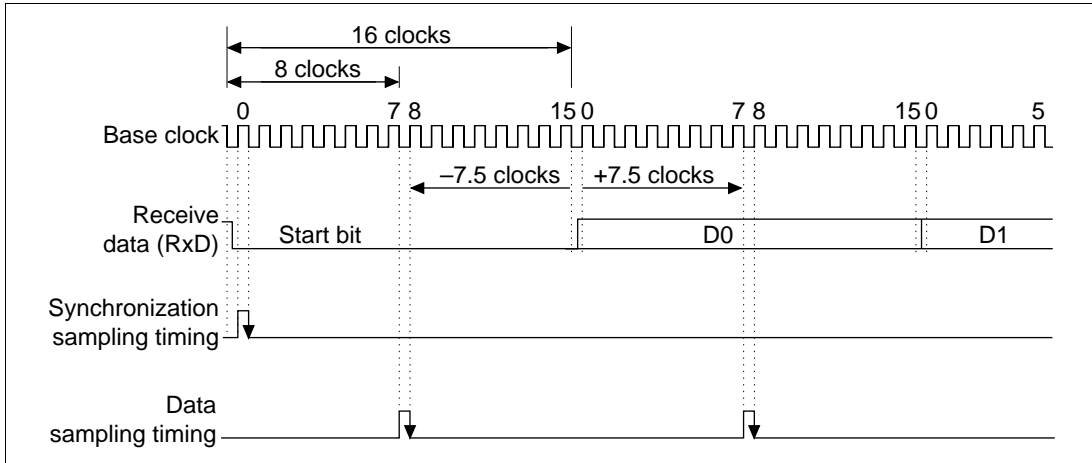 16 clocks
8 clocks
0 7 8 15 0 7 8 15 0 5
Base clock
–7.5 clocks +7.5 clocks
Receive
data (RxD)
Start bit D0 D1
Synchronization
sampling timing
Data
sampling timing